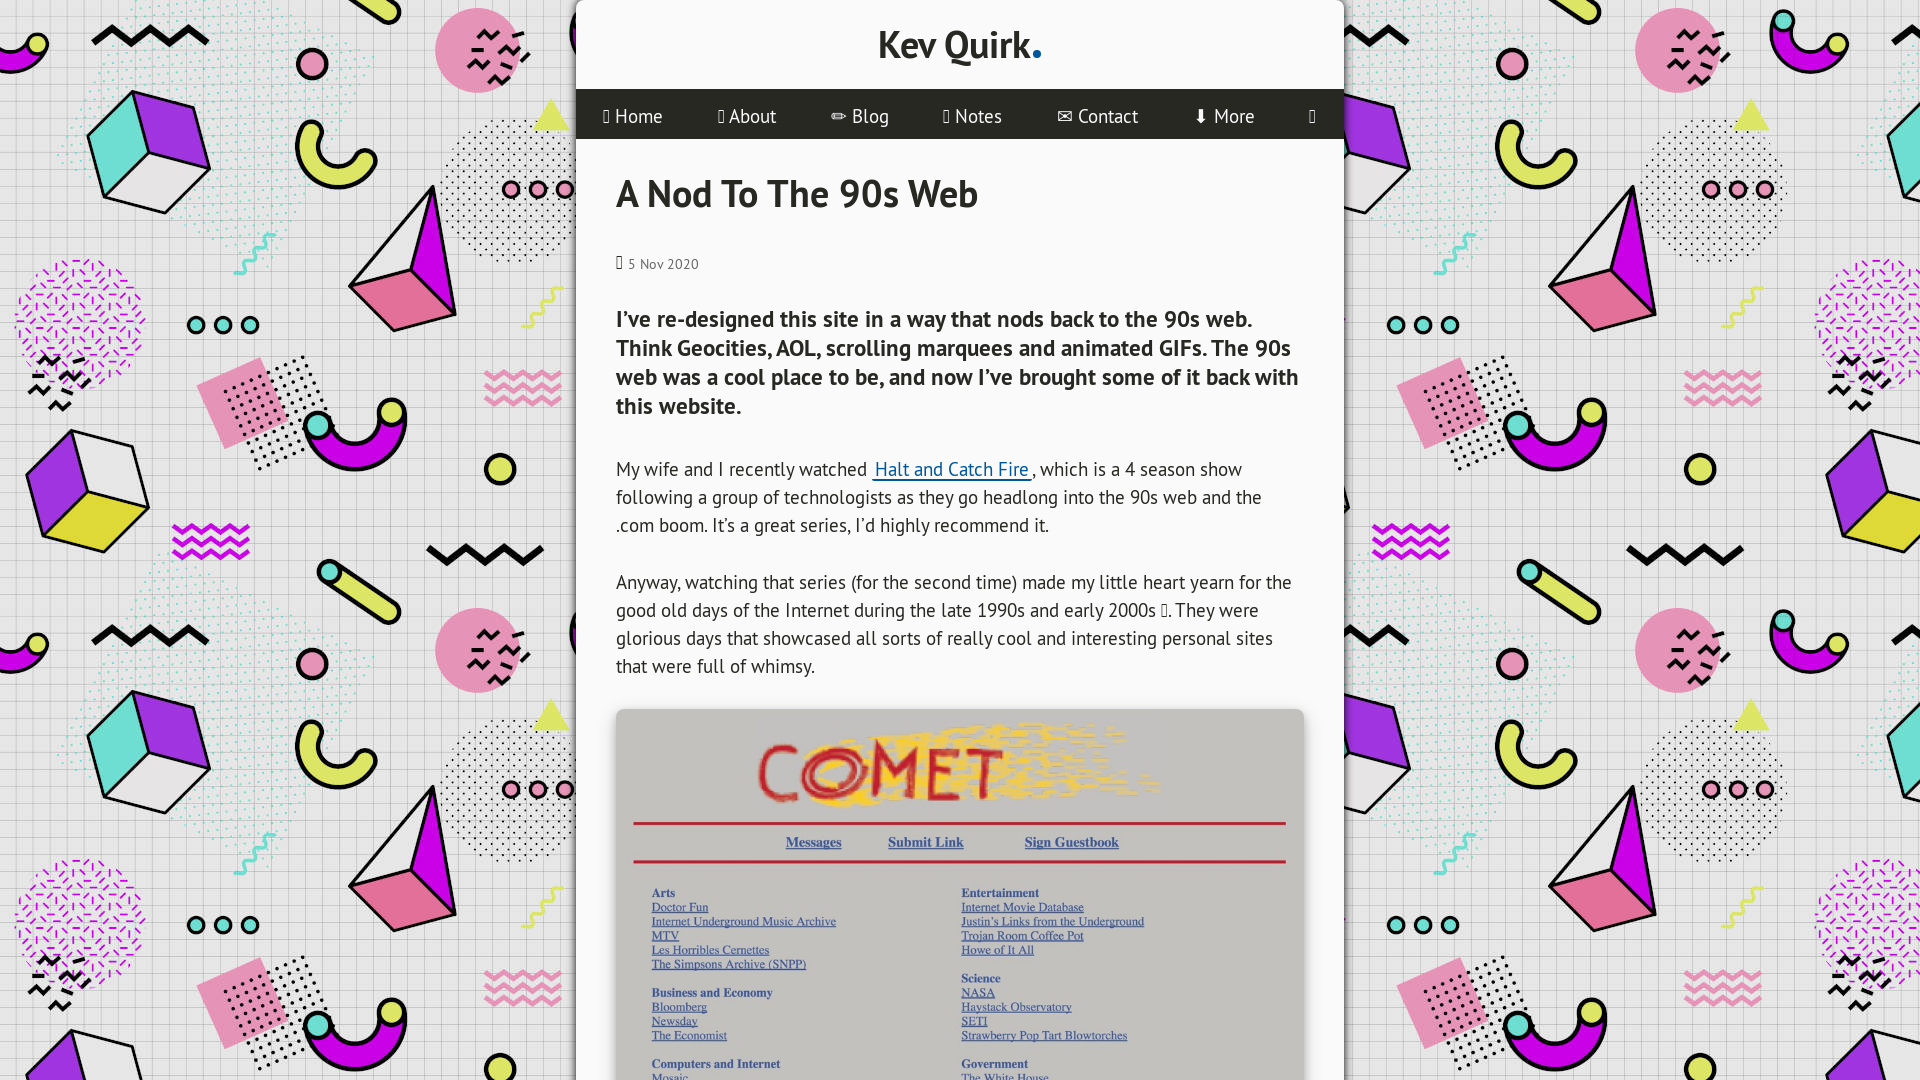 Kev Quirk.
Home
About
✏ Blog
Notes
✉ Contact
⬇ More
A Nod To The 90s Web
5 Nov 2020
I’ve re-designed this site in a way that nods back to the 90s web.
Think Geocities, AOL, scrolling marquees and animated GIFs. The 90s
web was a cool place to be, and now I’ve brought some of it back with
this website.
My wife and I recently watched Halt and Catch Fire, which is a 4 season show
following a group of technologists as they go headlong into the 90s web and the
.com boom. It’s a great series, I’d highly recommend it.
Anyway, watching that series (for the second time) made my little heart yearn for the
good old days of the Internet during the late 1990s and early 2000s. They were
glorious days that showcased all sorts of really cool and interesting personal sites
that were full of whimsy.
COMET
Messages
Submit Link
Sign Guestbook
Arts
Doctor Fun
Internet Underground Music Archive
MTV
Les Horribles Cernettes
The Simpsons Archive (SNPP)
Business and Economy
Bloomberg
Newsday
The Economist
Computers and Internet
Mosaic
Entertainment
Internet Movie Database
Justin’s Links from the Underground
Trojan Room Coffee Pot
Howe of It All
Science
NASA
Haystack Observatory
SETI
Strawberry Pop Tart Blowtorches
Government
The White House